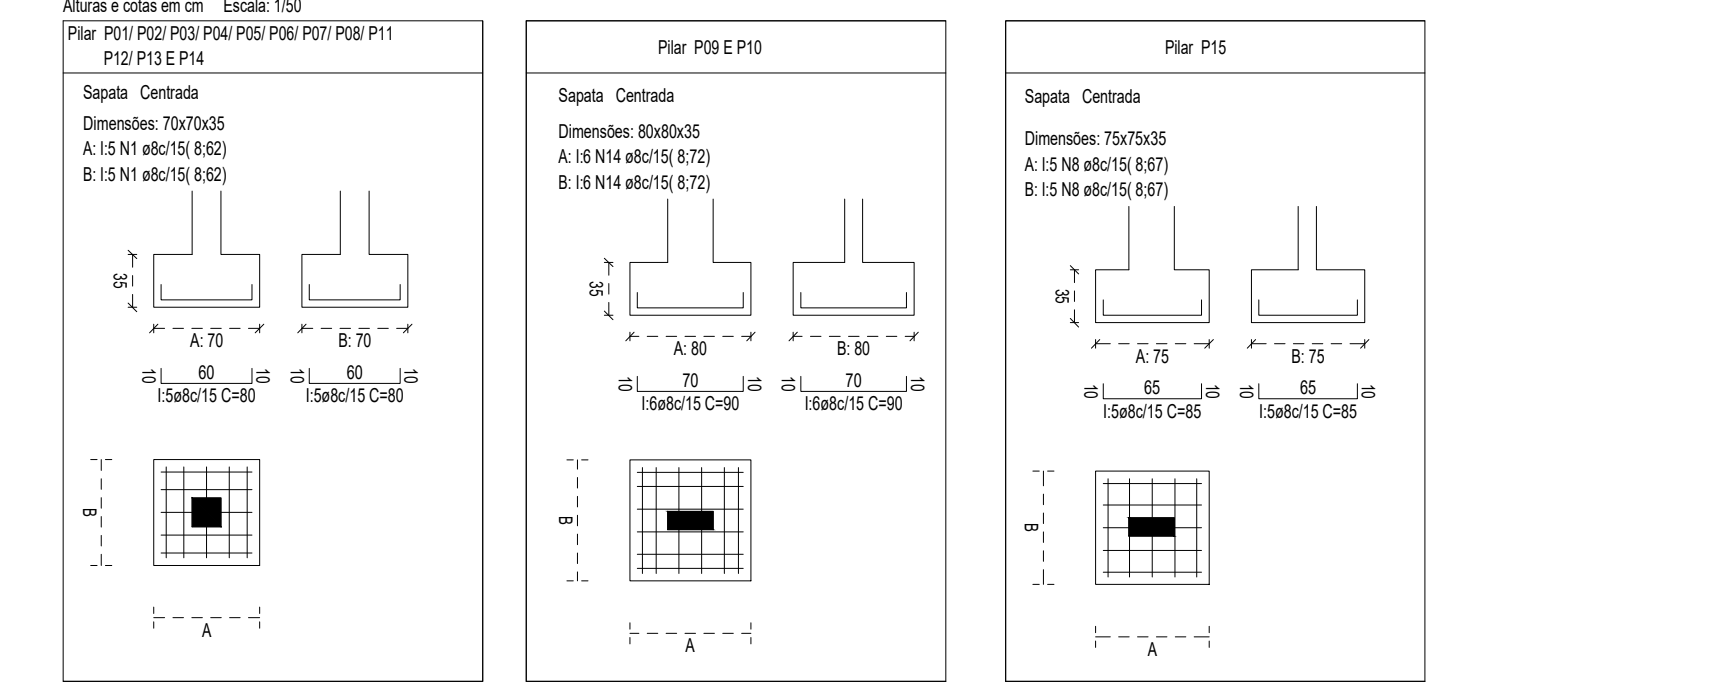 Alturas e cotas em cm Escala: 1/50
Pilar P01/ P02/ P03/ P04/ P05/ P06/ P07/ P08/ P11
P12/ P13 E P14
Sapata Centrada
Dimensões: 70x70x35
A: I:5 N1 ø8c/15( 8;62)
B: I:5 N1 ø8c/15( 8;62)
35
A: 70
B: 70
10 60 10
I:5ø8c/15 C=80
10 60 10
I:5ø8c/15 C=80
B
A
Pilar P09 E P10
Sapata Centrada
Dimensões: 80x80x35
A: I:6 N14 ø8c/15( 8;72)
B: I:6 N14 ø8c/15( 8;72)
35
A: 80
B: 80
10 70 10
I:6ø8c/15 C=90
10 70 10
I:6ø8c/15 C=90
B
A
Pilar P15
Sapata Centrada
Dimensões: 75x75x35
A: I:5 N8 ø8c/15( 8;67)
B: I:5 N8 ø8c/15( 8;67)
35
A: 75
B: 75
10 65 10
I:5ø8c/15 C=85
10 65 10
I:5ø8c/15 C=85
B
A